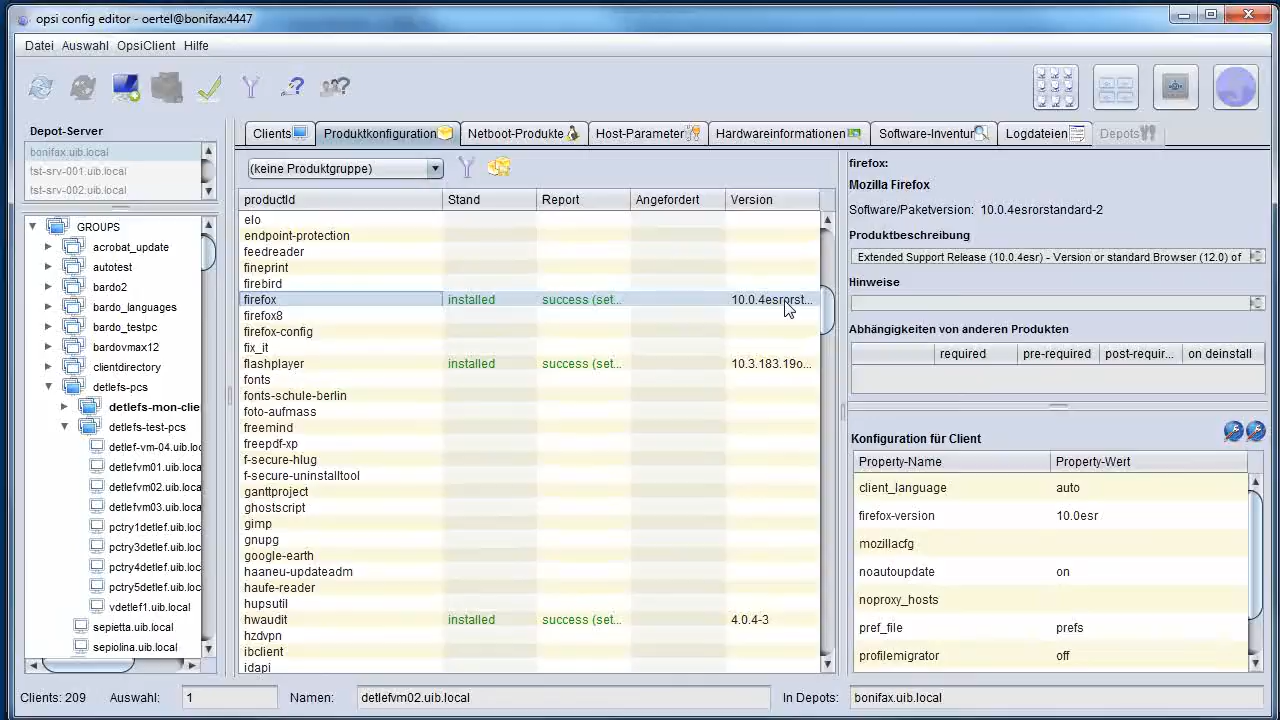 opsi config editor - oertel@bonifax:4447
Datei Auswahl OpsiClient Hilfe
Depot-Server
bonifax.uib.local
tst-srv-001.uib.local
tst-srv-002.uib.local
GROUPS
acrobat_update
autotest
bardo2
bardo_languages
bardo_testpc
bardovmax12
clientdirectory
detlefs-pcs
detlefs-mon-clie
detlefs-test-pcs
detlef-vm-04.uib.loc
detlefvm01.uib.loca
detlefvm02.uib.loca
detlefvm03.uib.loca
pctry1detlef.uib.loc
pctry3detlef.uib.loc
pctry4detlef.uib.loc
pctry5detlef.uib.loc
vdetlef1.uib.local
sepietta.uib.local
sepiolina.uib.local
Clients Produktkonfiguration Netboot-Produkte Host-Parameter Hardwareinformationen Software-Inventur Logdateien Depots
(keine Produktgruppe)
productId Stand Report Angefordert Version
elo
endpoint-protection
feedreader
fineprint
firebird
firefox installed success (set... 10.0.4esrorst...
firefox8
firefox-config
fix_it
flashplayer installed success (set... 10.3.183.19o...
fonts
fonts-schule-berlin
foto-aufmass
freemind
freepdf-xp
f-secure-hlug
f-secure-uninstalltool
ganttproject
ghostscript
gimp
gnupg
google-earth
haaneu-updateadm
haufe-reader
hupsutil
hwaudit installed success (set... 4.0.4-3
hzdvpn
ibclient
idapi
firefox:
Mozilla Firefox
Software/Paketversion: 10.0.4esrorstandard-2
Produktbeschreibung
Extended Support Release (10.0.4esr) - Version or standard Browser (12.0) of
Hinweise
Abhängigkeiten von anderen Produkten
required pre-required post-requir... on deinstall
Konfiguration für Client
Property-Name Property-Wert
client_language auto
firefox-version 10.0esr
mozillacfg
noautoupdate on
noproxy_hosts
pref_file prefs
profilemigrator off
Clients: 209 Auswahl: 1 Namen: detlefvm02.uib.local In Depots: bonifax.uib.local